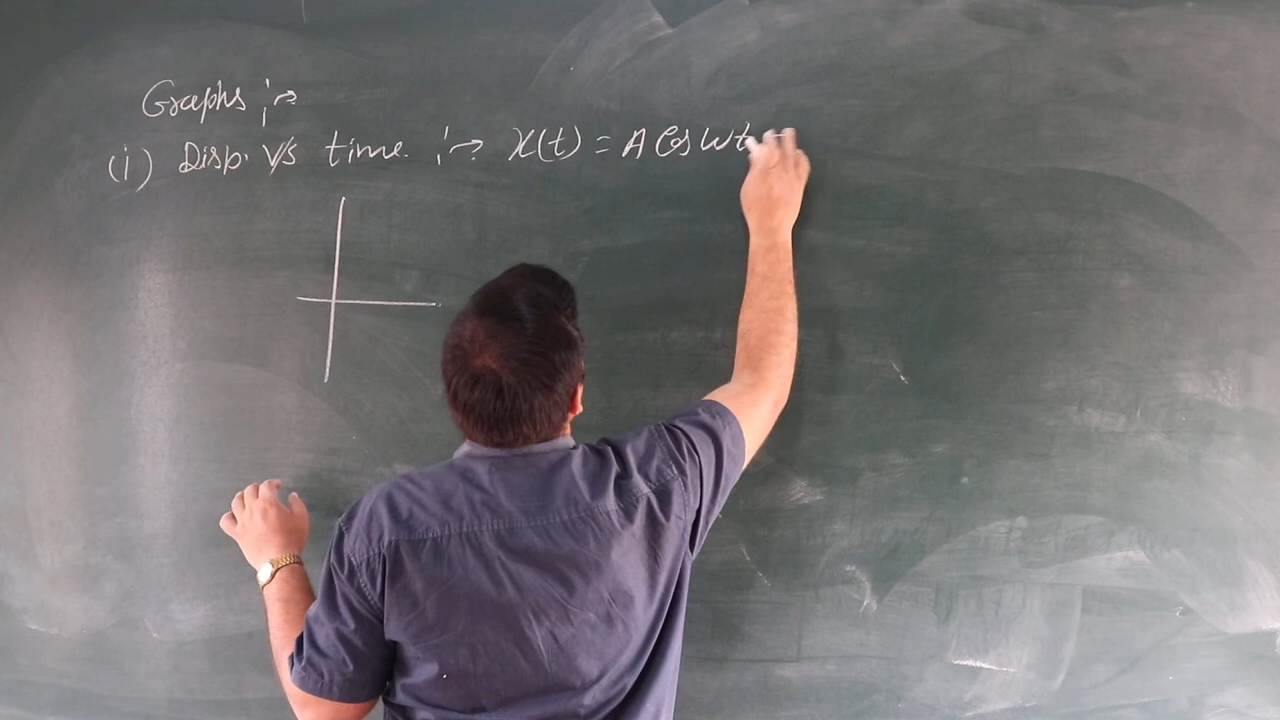 Graphs :→
(i) Disp. V/s time. :→ x(t) = A Cos ωt